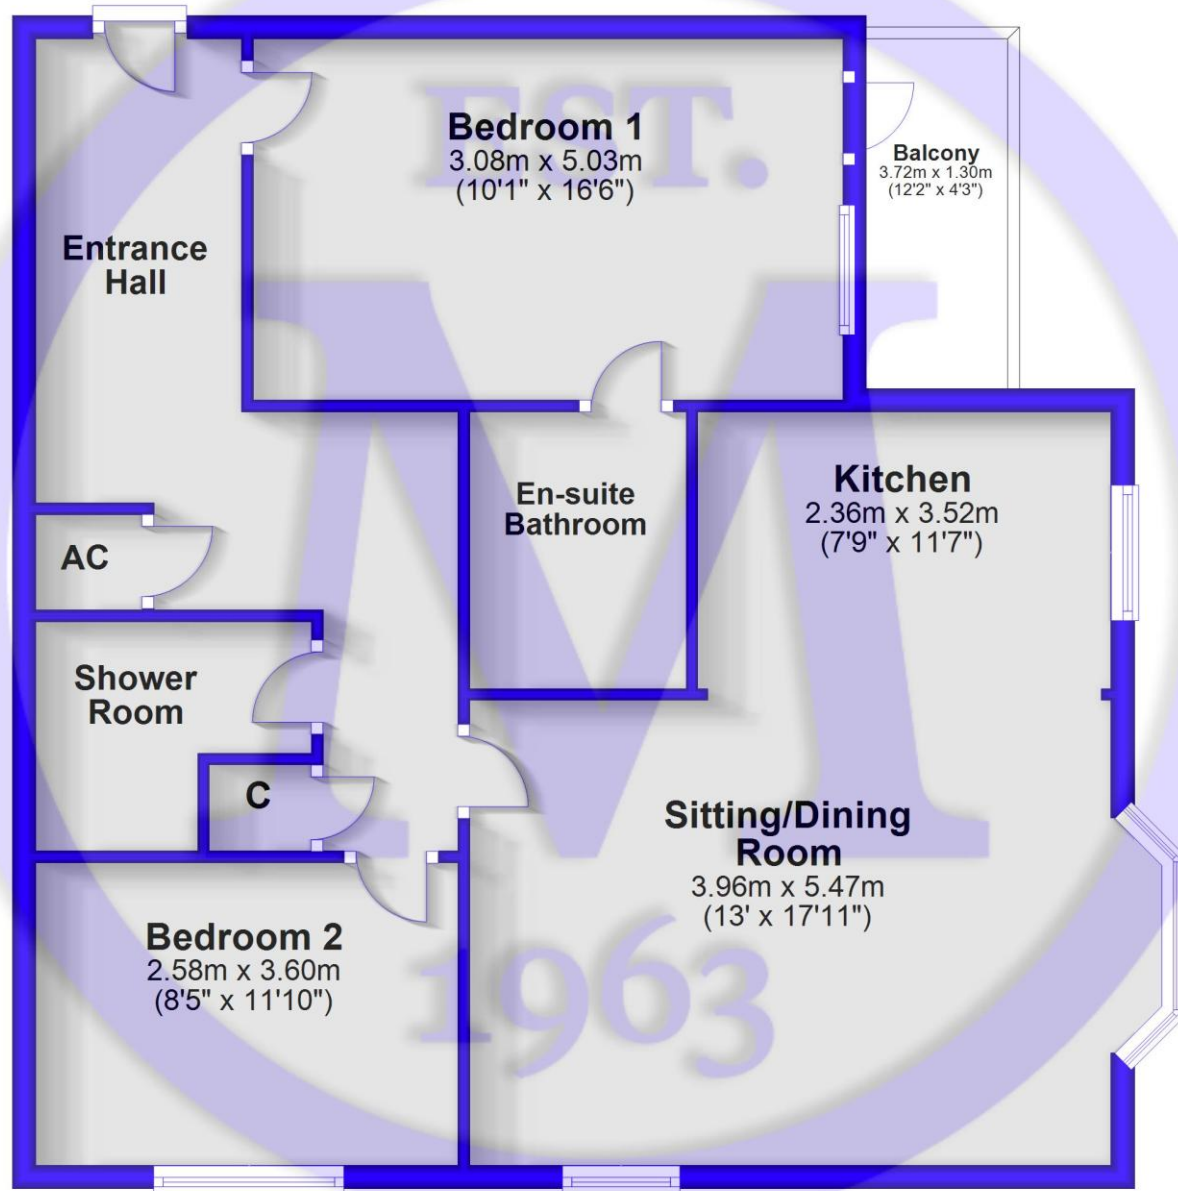 EST.
Bedroom 1
3.08m x 5.03m
(10'1" x 16'6")
Balcony
3.72m x 1.30m
(12'2" x 4'3")
Entrance
Hall
En-suite
Bathroom
Kitchen
2.36m x 3.52m
(7'9" x 11'7")
AC
M
Shower
Room
C
Sitting/Dining
Room
3.96m x 5.47m
(13' x 17'11")
Bedroom 2
2.58m x 3.60m
(8'5" x 11'10")
1963